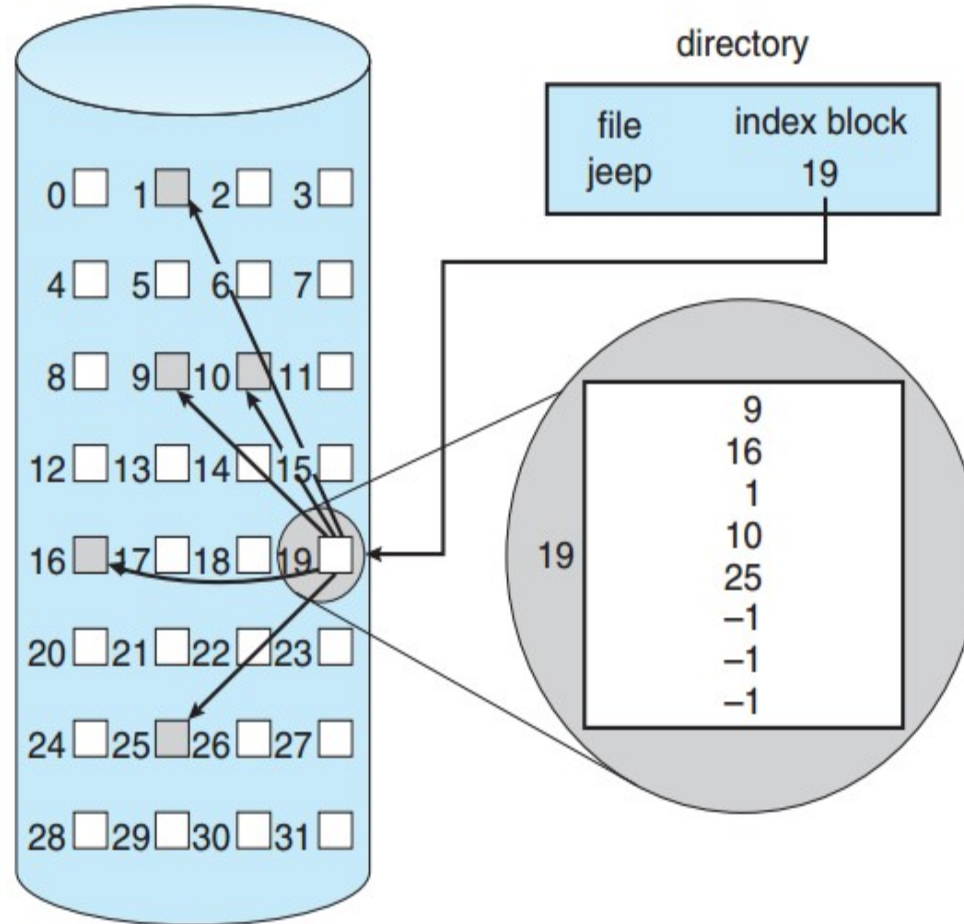 directory
file index block
jeep 19
0 1 2 3
4 5 6 7
8 9 10 11
12 13 14 15
16 17 18 19
20 21 22 23
24 25 26 27
28 29 30 31
19
9
16
1
10
25
–1
–1
–1